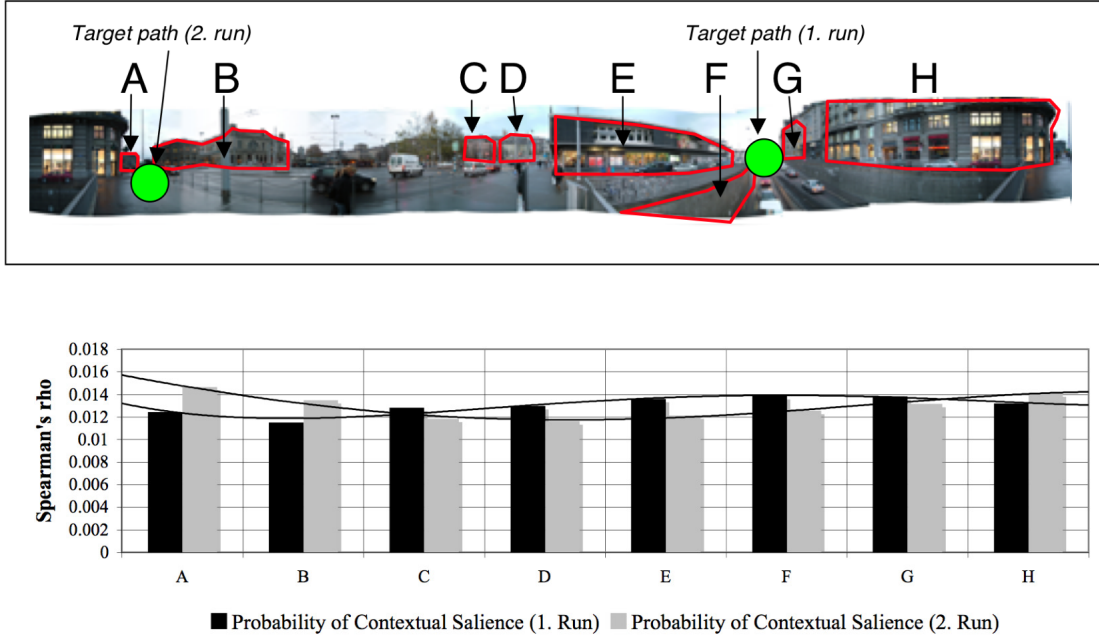 Target path (2. run)
Target path (1. run)
A
B
C
D
E
F
G
H
Spearman's rho
0.018
0.016
0.014
0.012
0.01
0.008
0.006
0.004
0.002
0
A B C D E F G H
Probability of Contextual Salience (1. Run) Probability of Contextual Salience (2. Run)